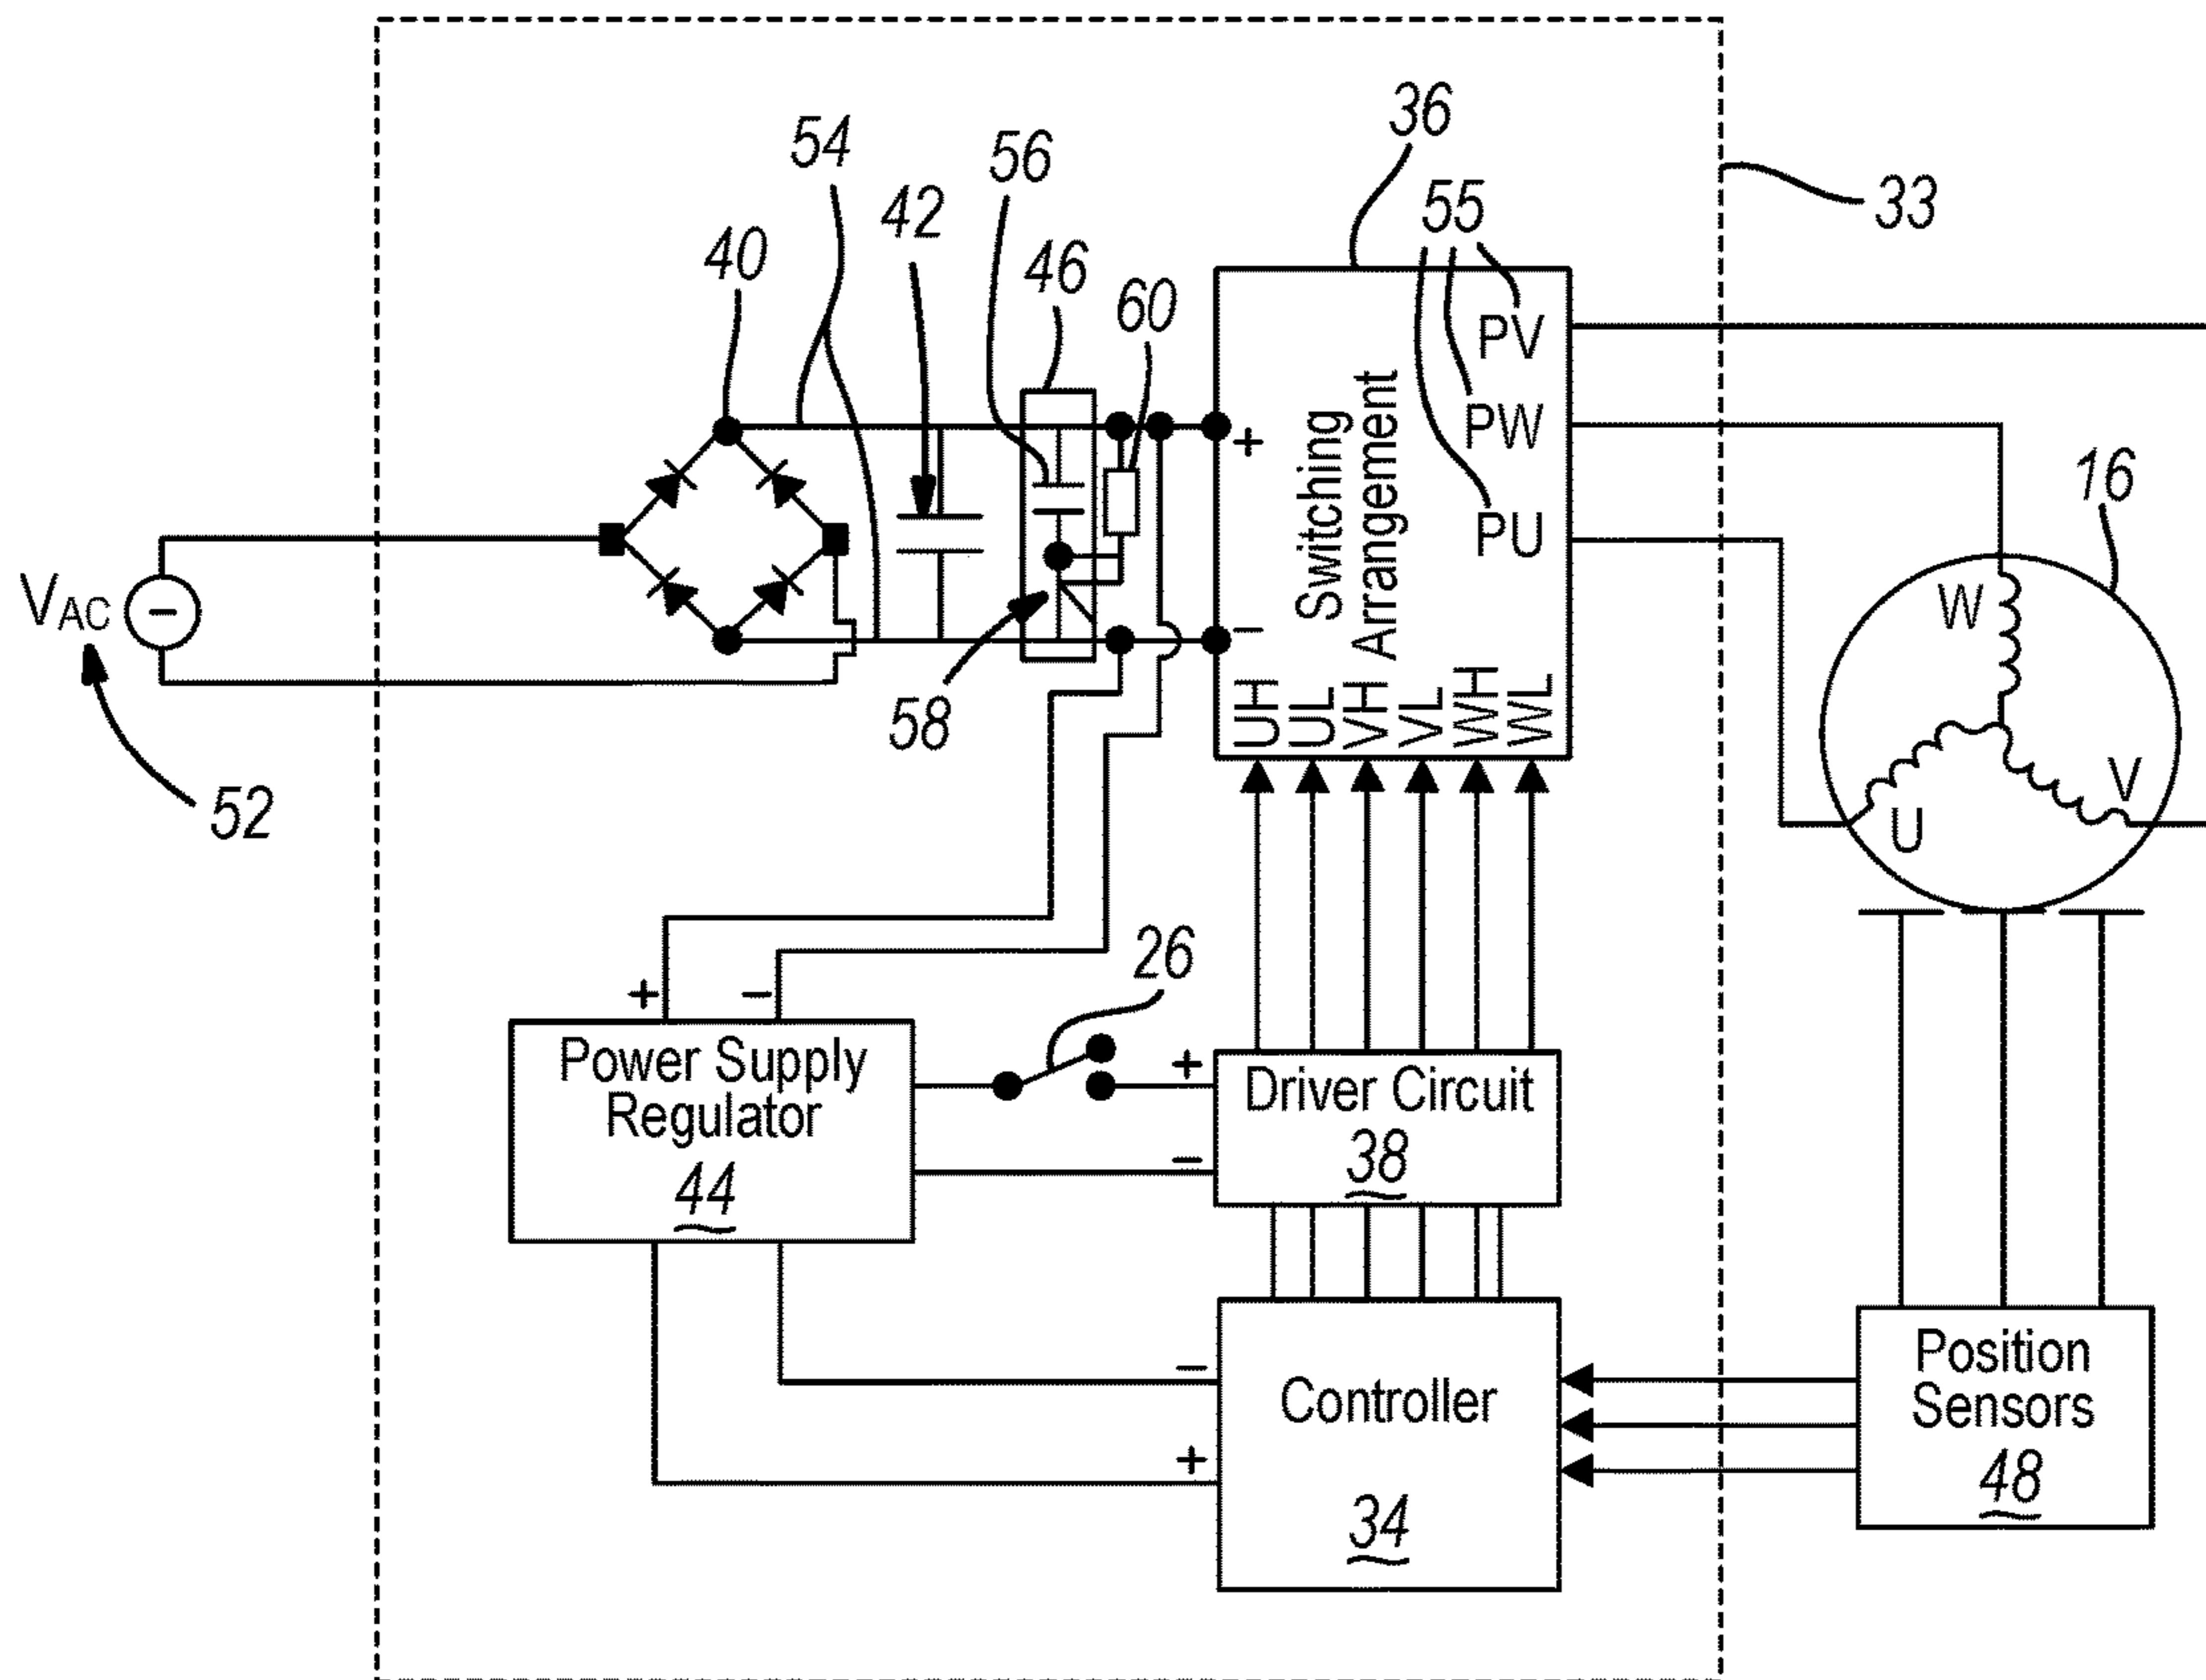 36
54
56
55
33
42
40
46
60
PV
+
Switching
Arrangement
PW
16
PU
VAC
W
−
58
UH
UL
VH
VL
WH
WL
V
52
U
26
+
−
Power Supply
Regulator
44
+
Driver Circuit
38
−
Position
Sensors
48
−
Controller
+
34